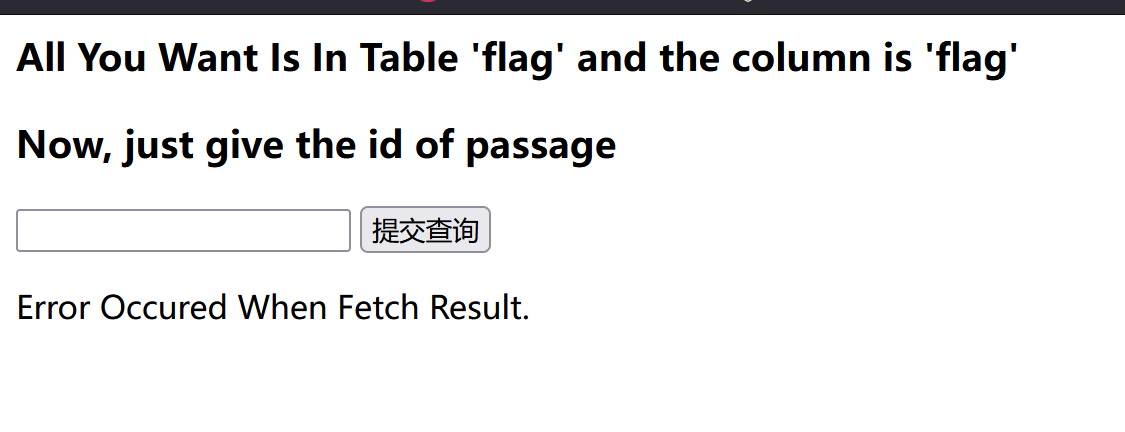 All You Want Is In Table 'flag' and the column is 'flag'
Now, just give the id of passage
提交查询
Error Occured When Fetch Result.